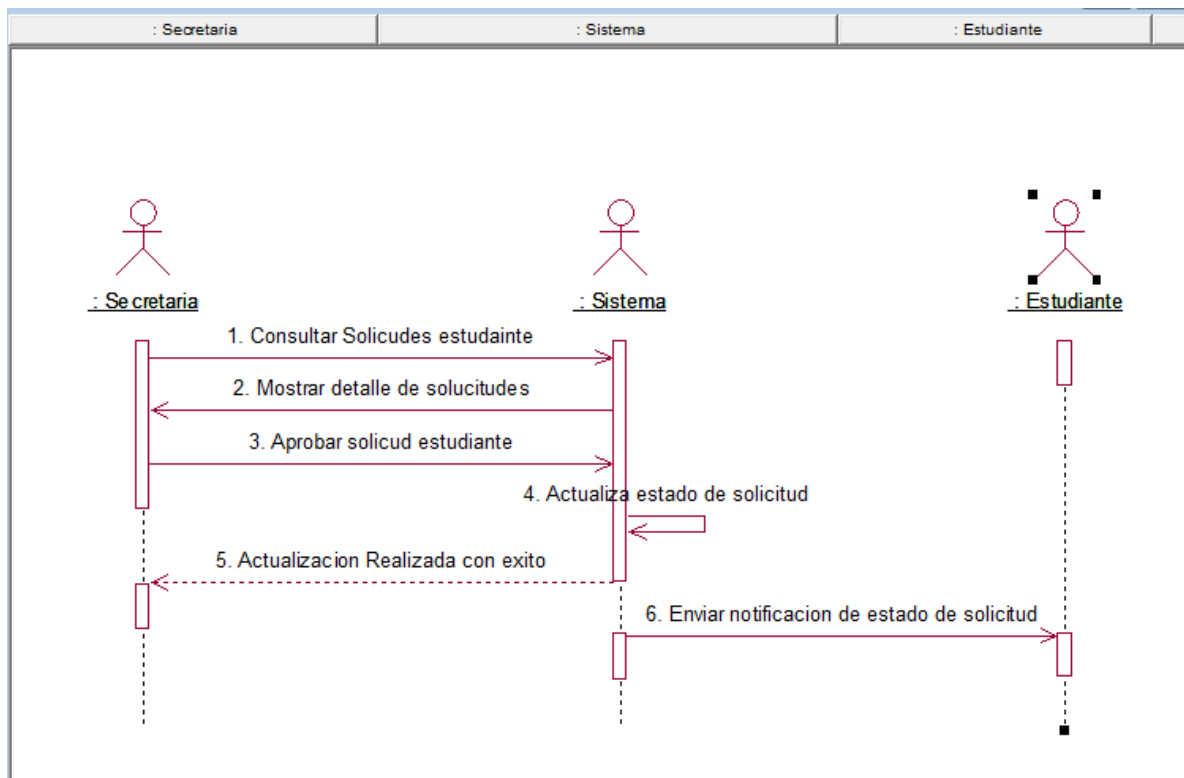 : Secretaria
: Sistema
: Estudiante
: Secretaria
: Sistema
: Estudiante
1. Consultar Solicudes estudainte
2. Mostrar detalle de solucitudes
3. Aprobar solicud estudiante
4. Actualiza estado de solicitud
5. Actualizacion Realizada con exito
6. Enviar notificacion de estado de solicitud